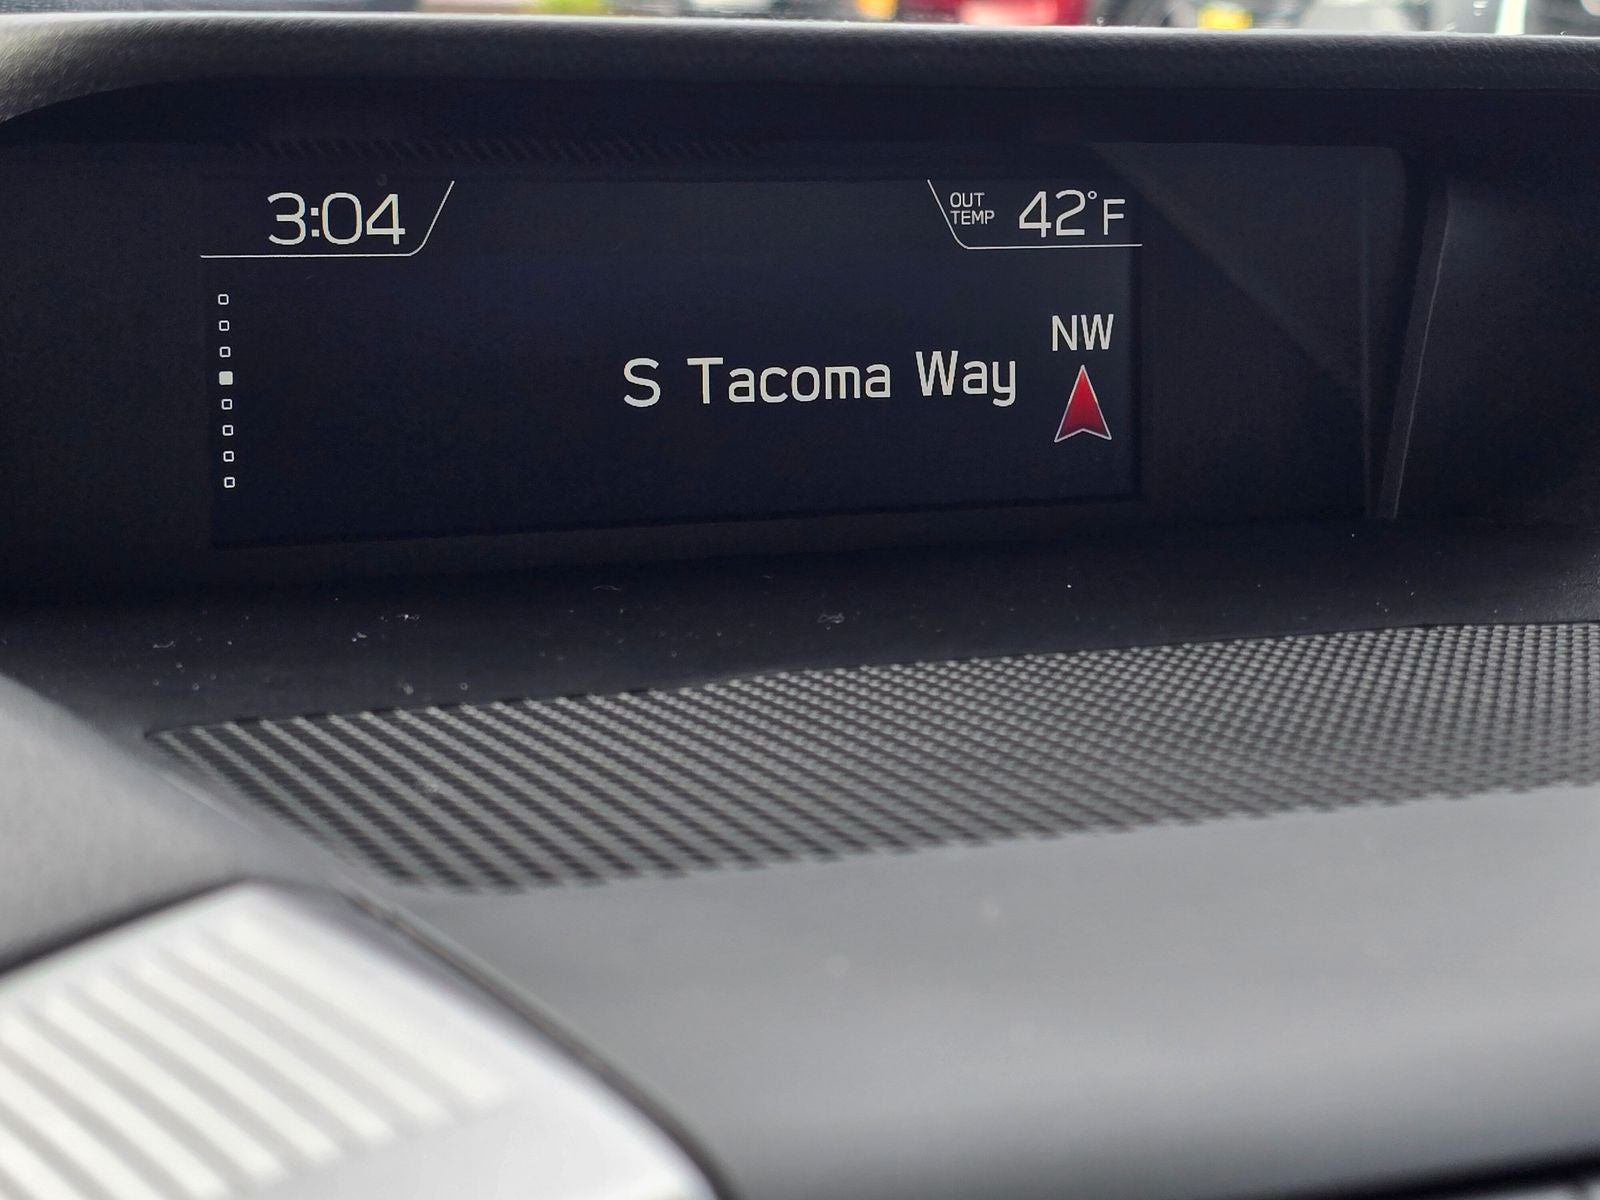 3:04
OUT
TEMP
42°F
NW
S Tacoma Way